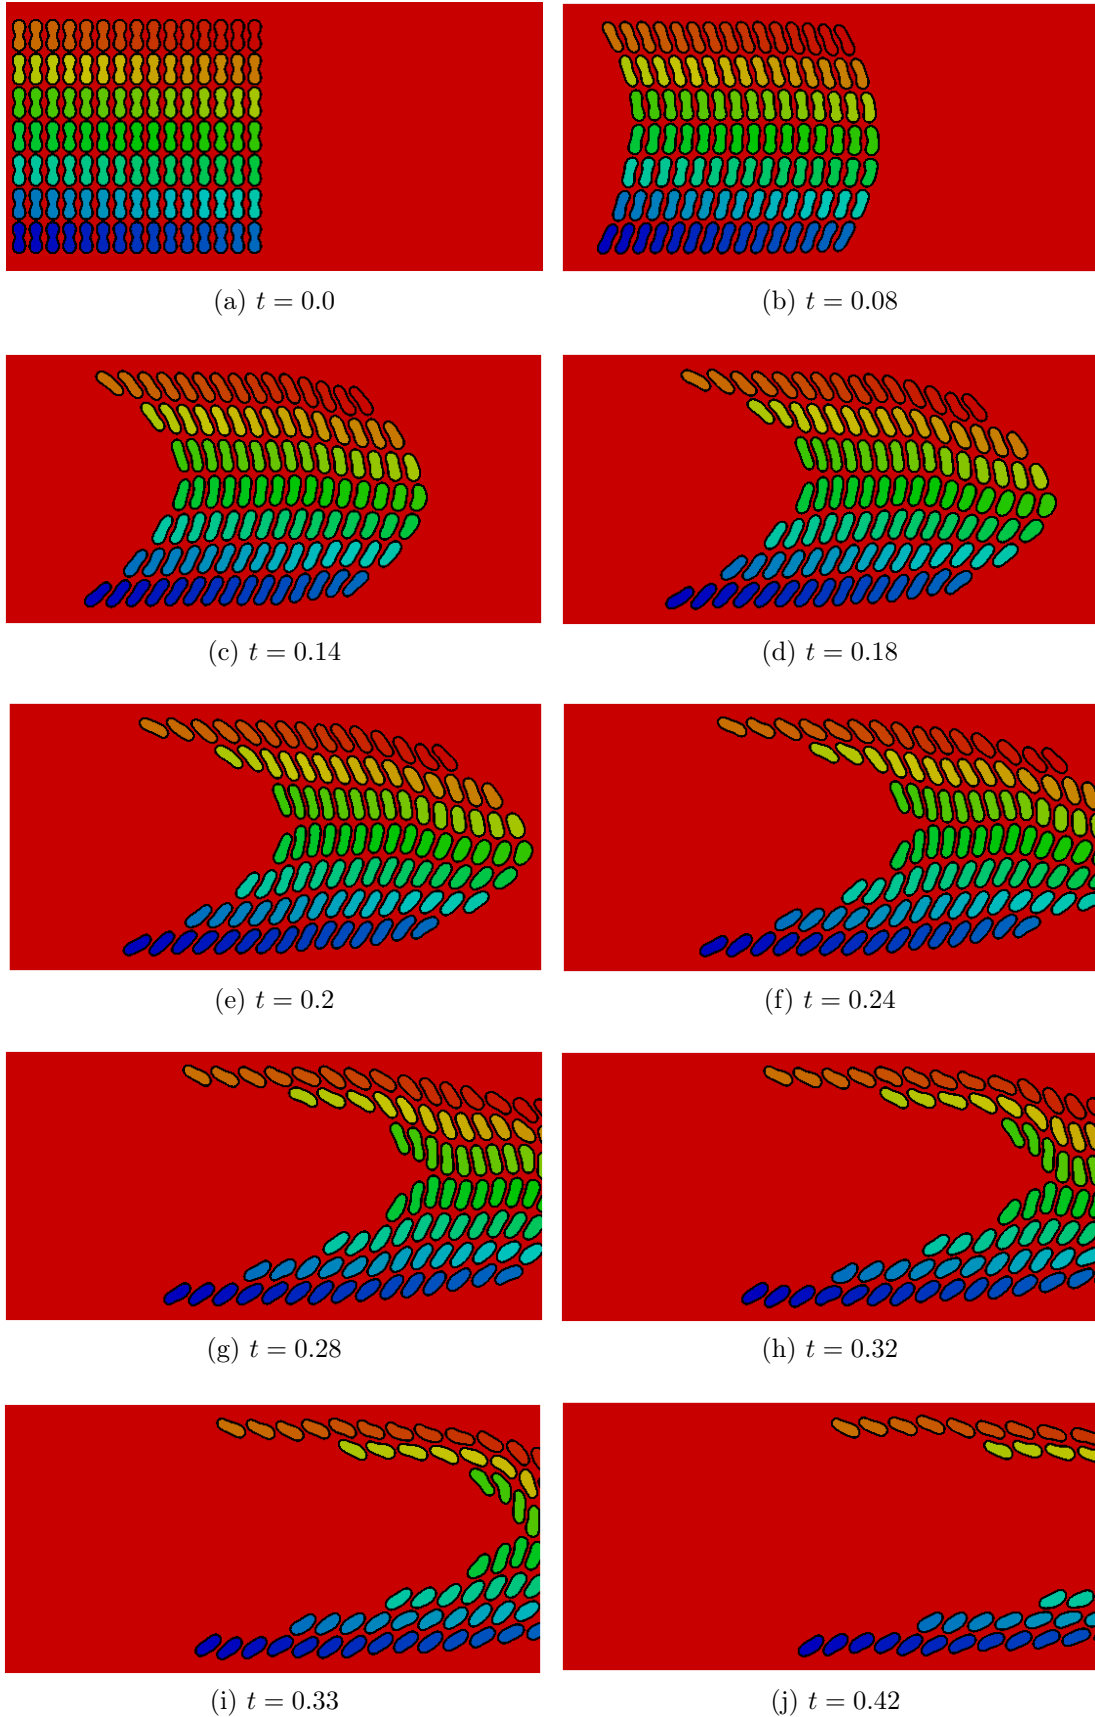 (a) t = 0.0
(b) t = 0.08
(c) t = 0.14
(d) t = 0.18
(e) t = 0.2
(f) t = 0.24
(g) t = 0.28
(h) t = 0.32
(i) t = 0.33
(j) t = 0.42